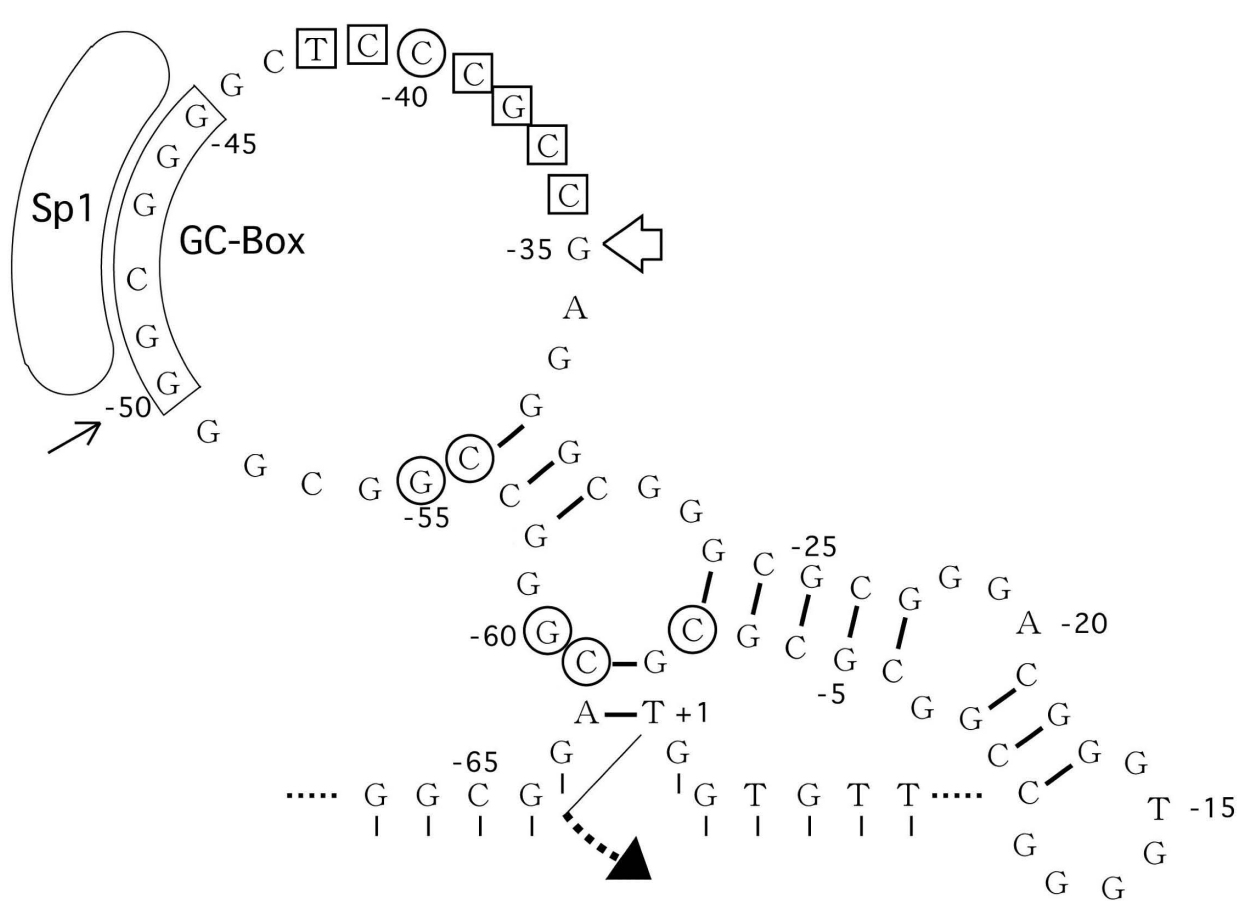 G C T C C C G C C
-40
G G G C G G
-45
Sp1
GC-Box
-50
-35 G
A
G
G
G G C G G C
-55
C G
G C G G G C G C G G G
-25
G
-60 G C G C G C G C
A -20
-5
A T +1
G G C G
-65
G G
G T G T T
G G C C G G G C
T -15
G G G G